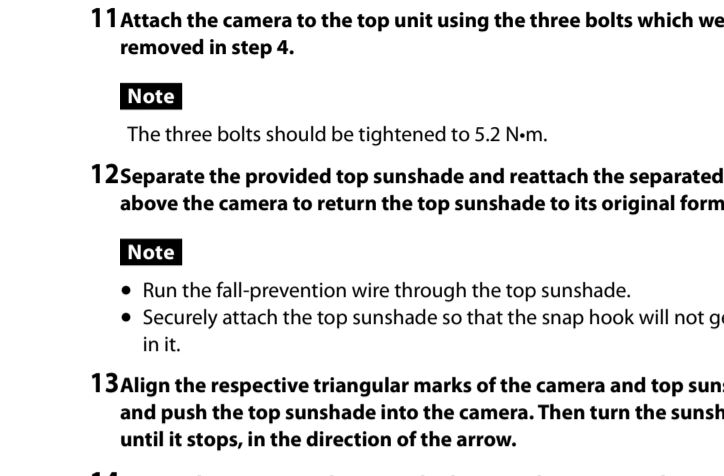 11 Attach the camera to the top unit using the three bolts which we
removed in step 4.
Note
The three bolts should be tightened to 5.2 N•m.
12 Separate the provided top sunshade and reattach the separated
above the camera to return the top sunshade to its original form
Note
• Run the fall-prevention wire through the top sunshade.
• Securely attach the top sunshade so that the snap hook will not ge
in it.
13 Align the respective triangular marks of the camera and top suns
and push the top sunshade into the camera. Then turn the sunsh
until it stops, in the direction of the arrow.